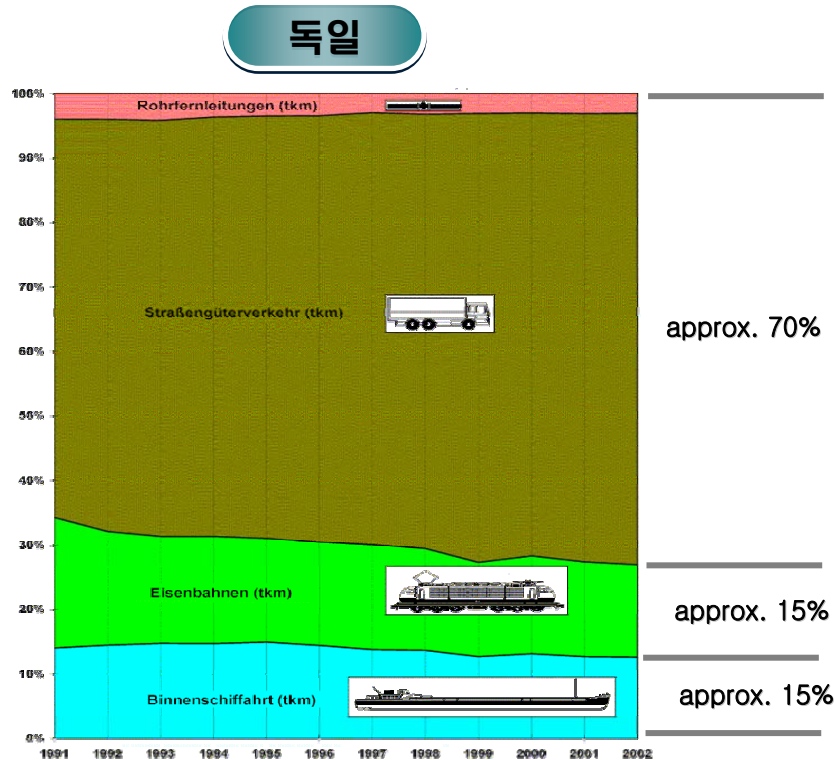 독일
100%
Rohrfernleitungen (tkm)
90%
80%
70%
Straßengüterverkehr (tkm)
approx. 70%
60%
50%
40%
30%
Eisenbahnen (tkm)
20%
approx. 15%
10%
Binnenschiffahrt (tkm)
approx. 15%
0%
1991 1992 1993 1994 1995 1996 1997 1998 1999 2000 2001 2002